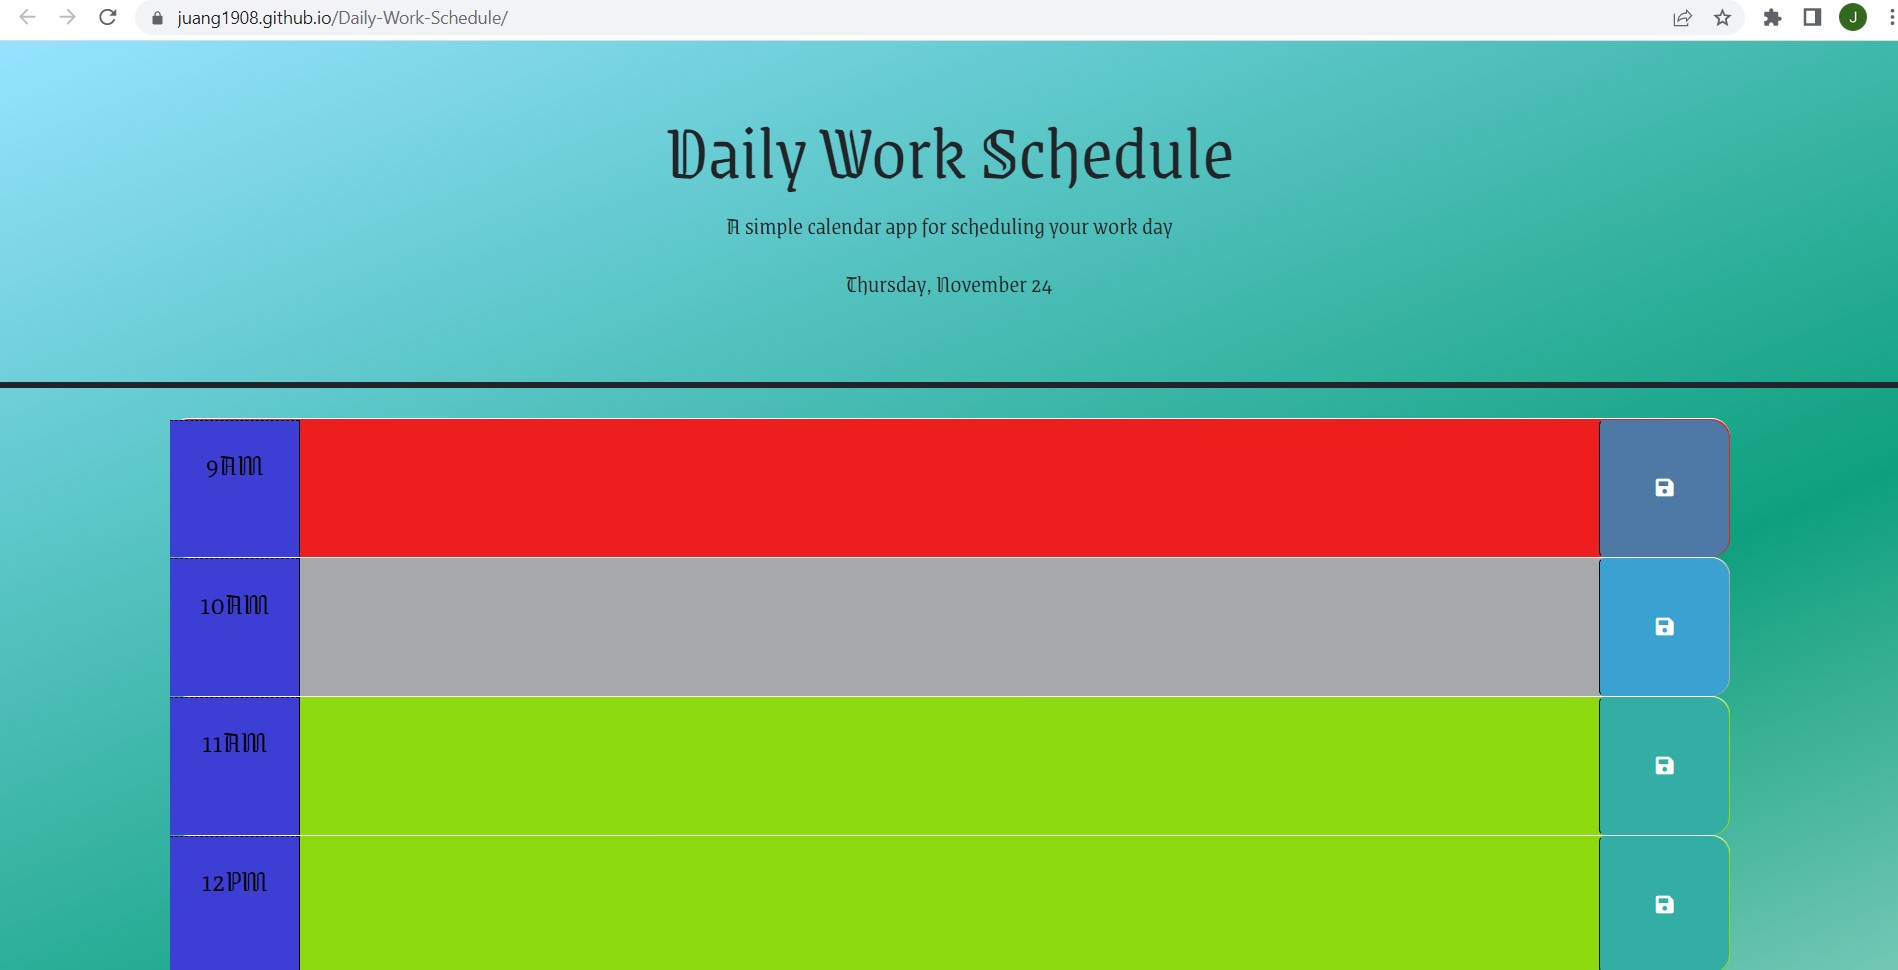 juang1908.github.io/Daily-Work-Schedule/
J
Daily Work Schedule
A simple calendar app for scheduling your work day
Thursday, November 24
9AM
10AM
11AM
12PM